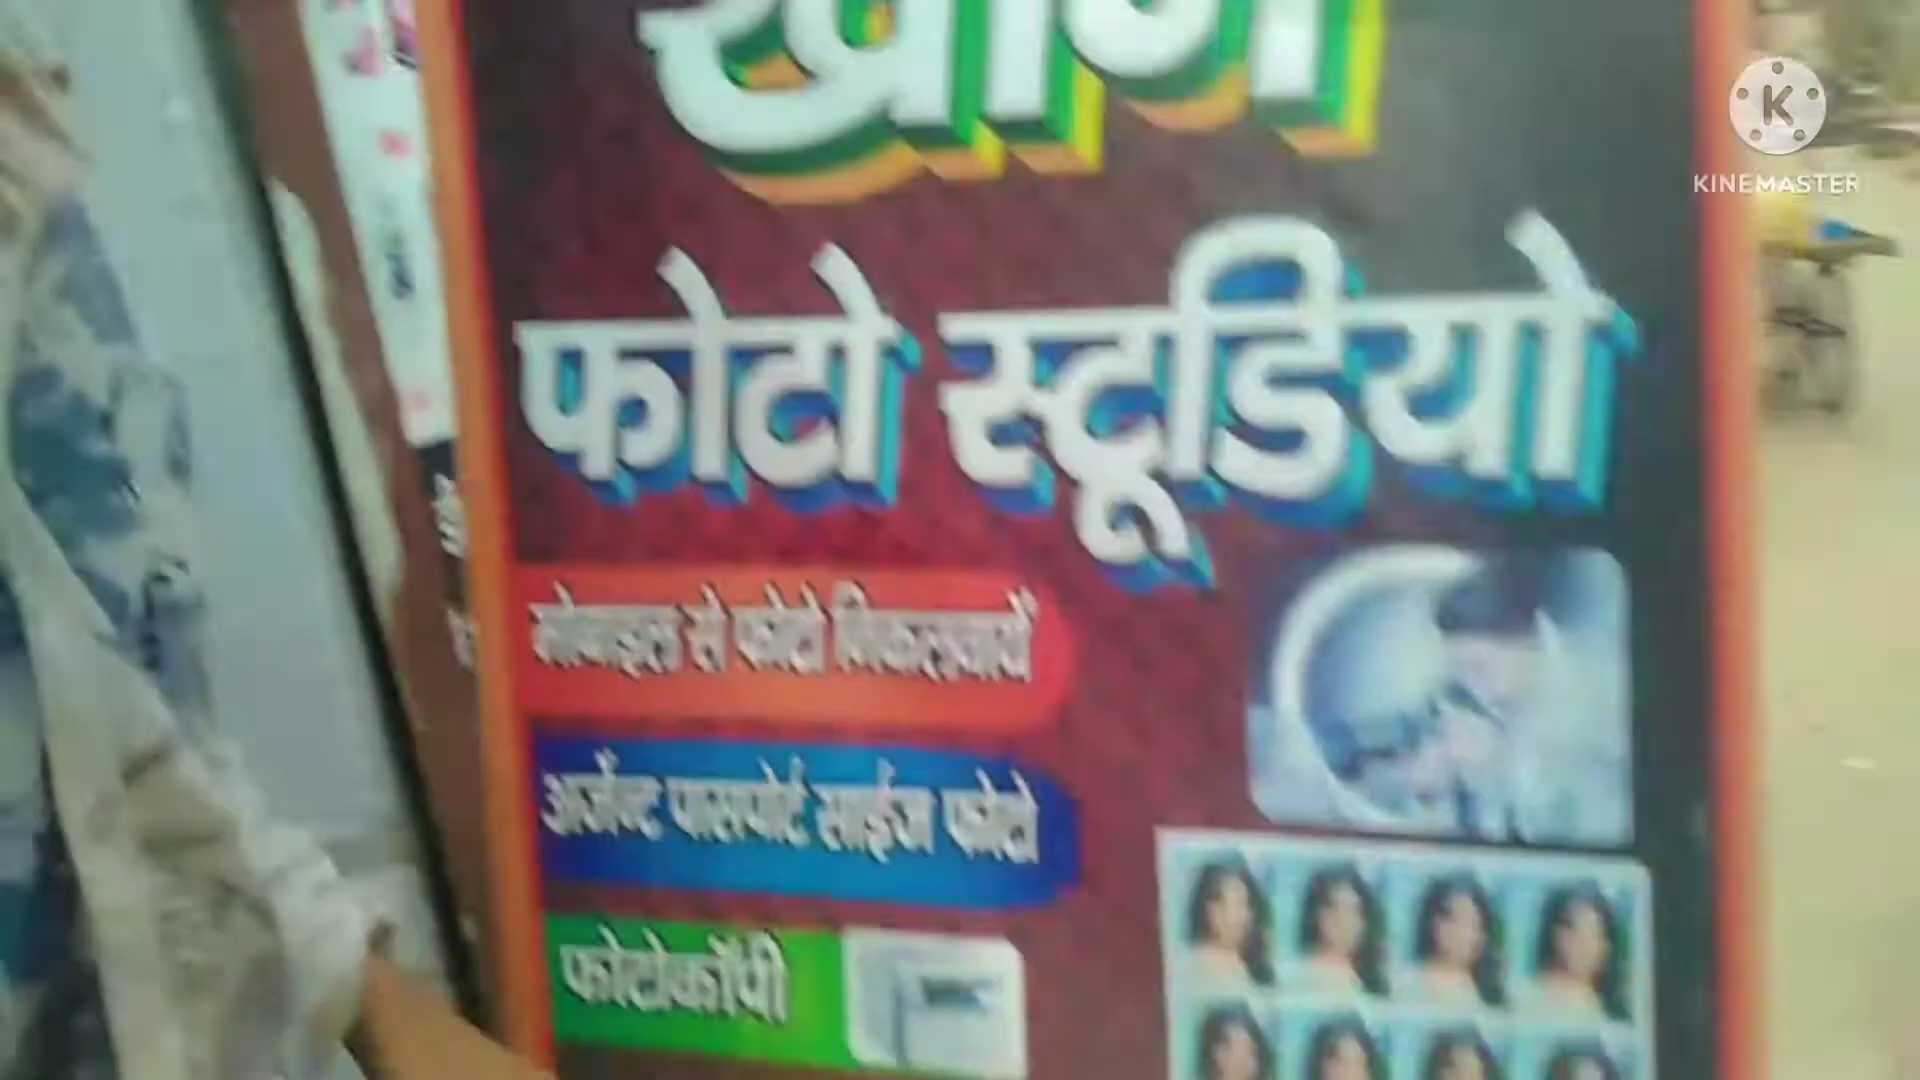 KINEMASTER
फोटो स्टूडियो
मोबाइल से फोटो निकलवायें
अर्जेन्ट पासपोर्ट साईज फोटो
फोटोकॉपी